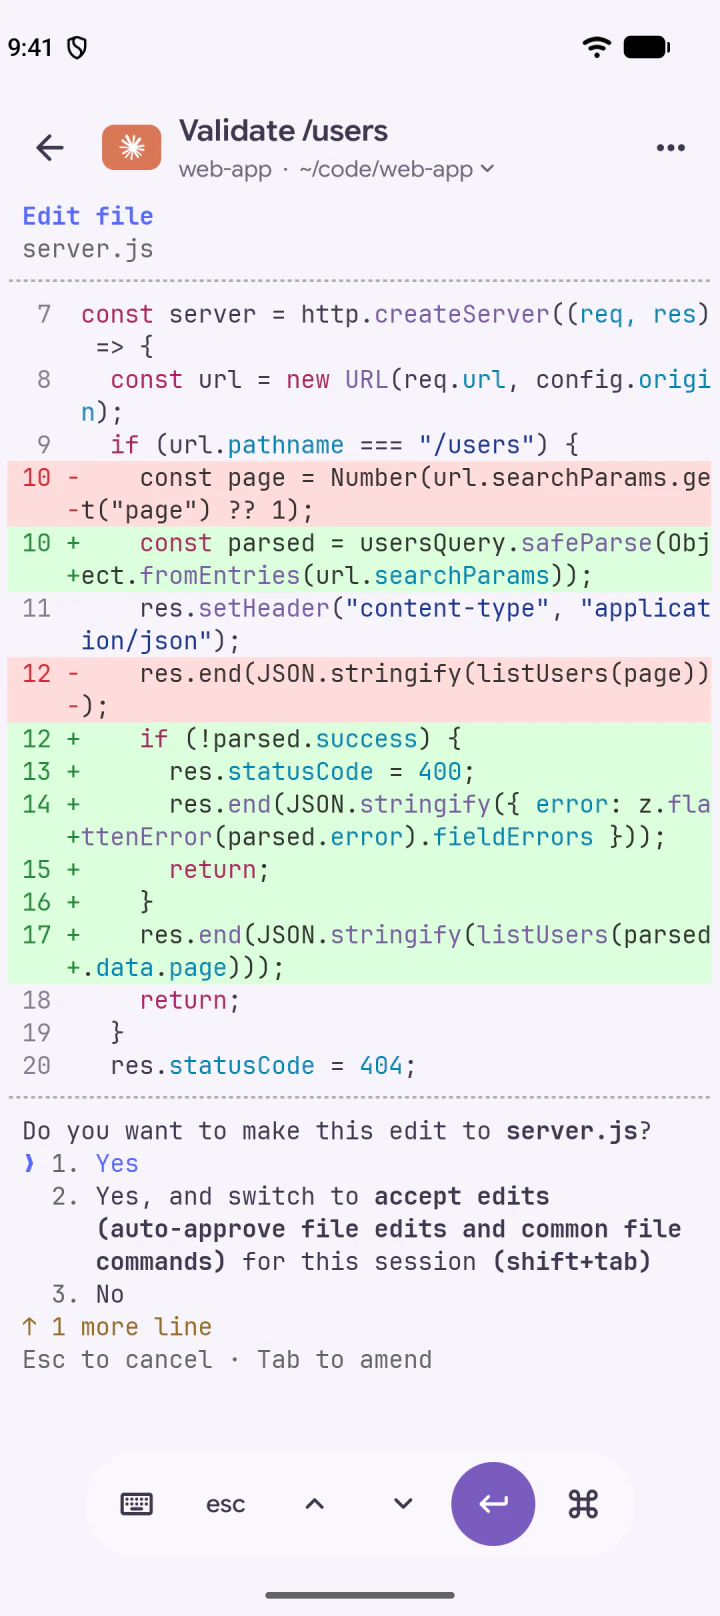 9:41
Validate /users
web-app · ~/code/web-app
Edit file
server.js
7 const server = http.createServer((req, res)
=> {
8 const url = new URL(req.url, config.origi
n);
9 if (url.pathname === "/users") {
10 - const page = Number(url.searchParams.ge
-t("page") ?? 1);
10 + const parsed = usersQuery.safeParse(Obj
+ect.fromEntries(url.searchParams));
11 res.setHeader("content-type", "applicat
ion/json");
12 - res.end(JSON.stringify(listUsers(page))
-);
12 + if (!parsed.success) {
13 + res.statusCode = 400;
14 + res.end(JSON.stringify({ error: z.fla
+ttenError(parsed.error).fieldErrors }));
15 + return;
16 + }
17 + res.end(JSON.stringify(listUsers(parsed
+.data.page)));
18 return;
19 }
20 res.statusCode = 404;
Do you want to make this edit to server.js?
❯ 1. Yes
2. Yes, and switch to accept edits
(auto-approve file edits and common file
commands) for this session (shift+tab)
3. No
↑ 1 more line
Esc to cancel · Tab to amend
esc